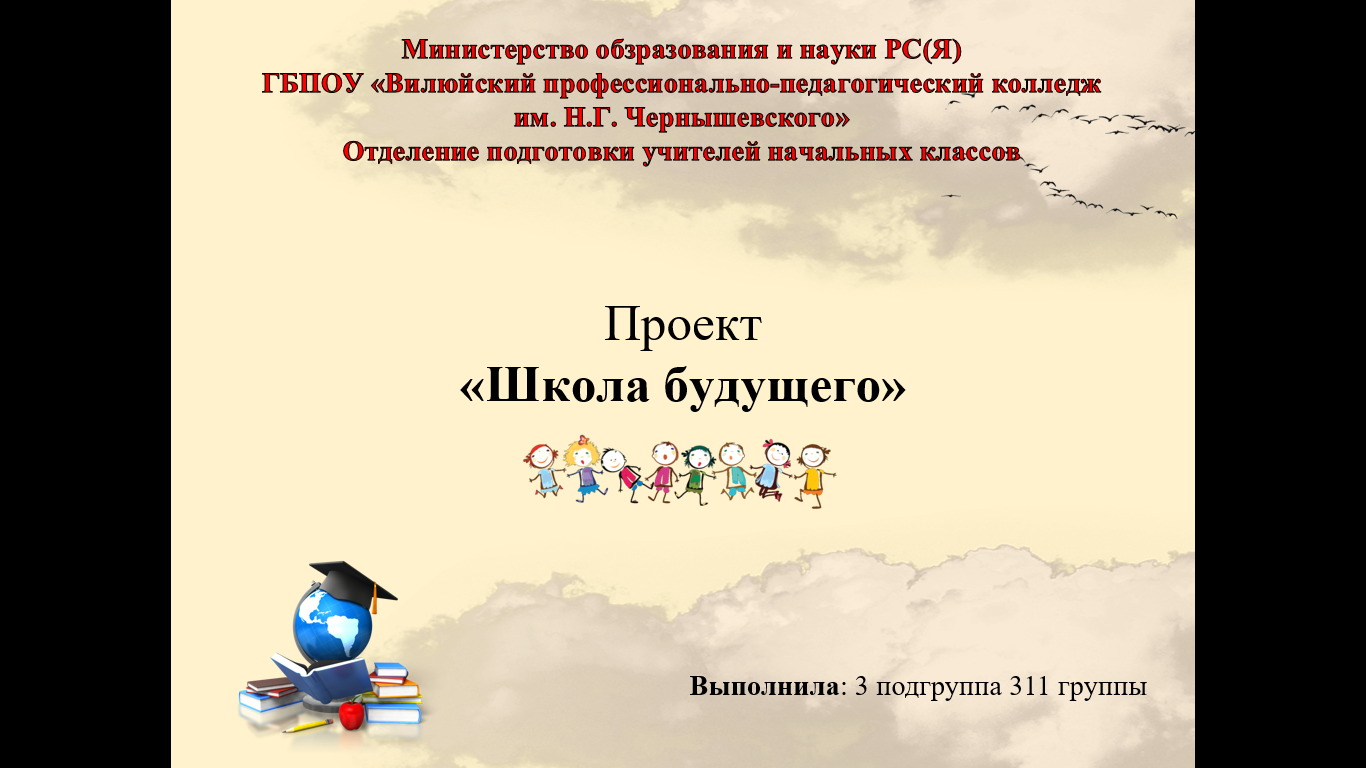 Министерство обзразования и науки РС(Я)
ГБПОУ «Вилюйский профессионально-педагогический колледж
им. Н.Г. Чернышевского»
Отделение подготовки учителей начальных классов
Проект
«Школа будущего»
Выполнила: 3 подгруппа 311 группы